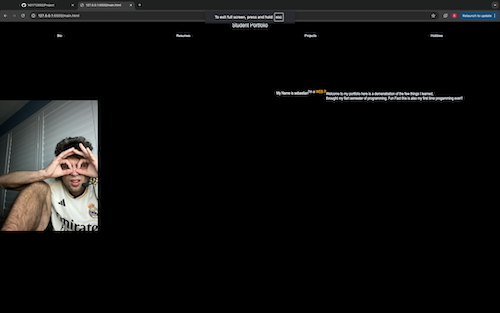 127.0.0.1:5500/main.html
To exit full screen, press and hold esc
127.0.0.1:5500/main.html
Relaunch to update
Student Portfolio
Bio Resumes Projects Hobbies
My Name is sebastian I'm a WEB D
Welcome to my portfolio here is a demonstration of the few things I learned,
throught my first semester of programming. Fun Fact this is also my first time progamming ever!!